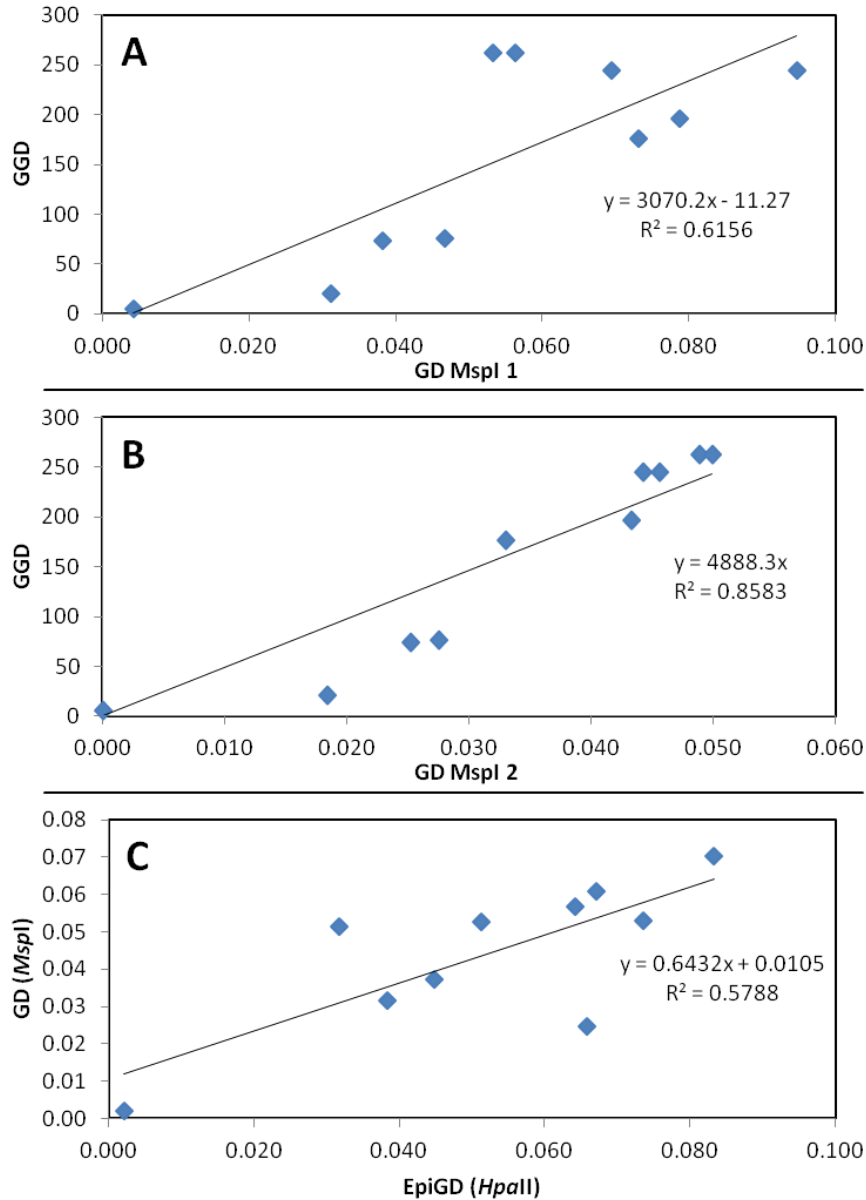 A
300
250
200
150
100
50
0
GGD
y = 3070.2x - 11.27
R² = 0.6156
0.000 0.020 0.040 0.060 0.080 0.100
GD MspI 1
B
300
250
200
150
100
50
0
GGD
y = 4888.3x
R² = 0.8583
0.000 0.010 0.020 0.030 0.040 0.050 0.060
GD MspI 2
C
0.08
0.07
0.06
0.05
0.04
0.03
0.02
0.01
0.00
GD (MspI)
y = 0.6432x + 0.0105
R² = 0.5788
0.000 0.020 0.040 0.060 0.080 0.100
EpiGD (HpaII)